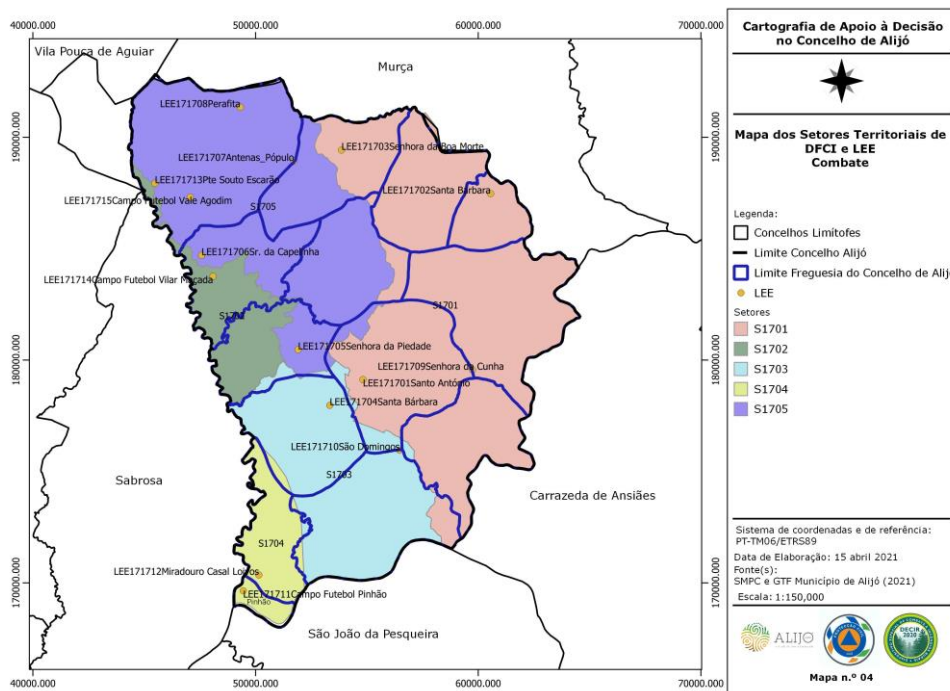 40000.000
50000.000
60000.000
70000.000
Vila Pouca de Aguiar
Murça
190000.000
190000.000
LEE171708Perafita
LEE171703Senhora da Boa Morte
LEE171707Antenas_Pópulo
LEE171713Pte Souto Escarão
LEE171702Santa Bárbara
LEE171715Campo Futebol Vale Agodim
S1705
LEE171706Sr. da Capelinha
LEE171714Campo Futebol Vilar Maçada
S1701
S1702
LEE171705Senhora da Piedade
180000.000
180000.000
LEE171709Senhora da Cunha
LEE171701Santo António
LEE171704Santa Bárbara
LEE171710São Domingos
S1703
Sabrosa
Carrazeda de Ansiães
S1704
LEE171712Miradouro Casal Loivos
170000.000
170000.000
LEE171711Campo Futebol Pinhão
Pinhão
São João da Pesqueira
40000.000
50000.000
60000.000
70000.000
Cartografia de Apoio à Decisão
no Concelho de Alijó
Mapa dos Setores Territoriais de
DFCI e LEE
Combate
Legenda:
Concelhos Limítofes
Limite Concelho Alijó
Limite Freguesia do Concelho de Alij
LEE
Setores
S1701
S1702
S1703
S1704
S1705
Sistema de coordenadas e de referência:
PT-TM06/ETRS89
Data de Elaboração: 15 abril 2021
Fonte(s):
SMPC e GTF Município de Alijó (2021)
Escala: 1:150,000
ALIJÓ
DECIR
Mapa n.º 04